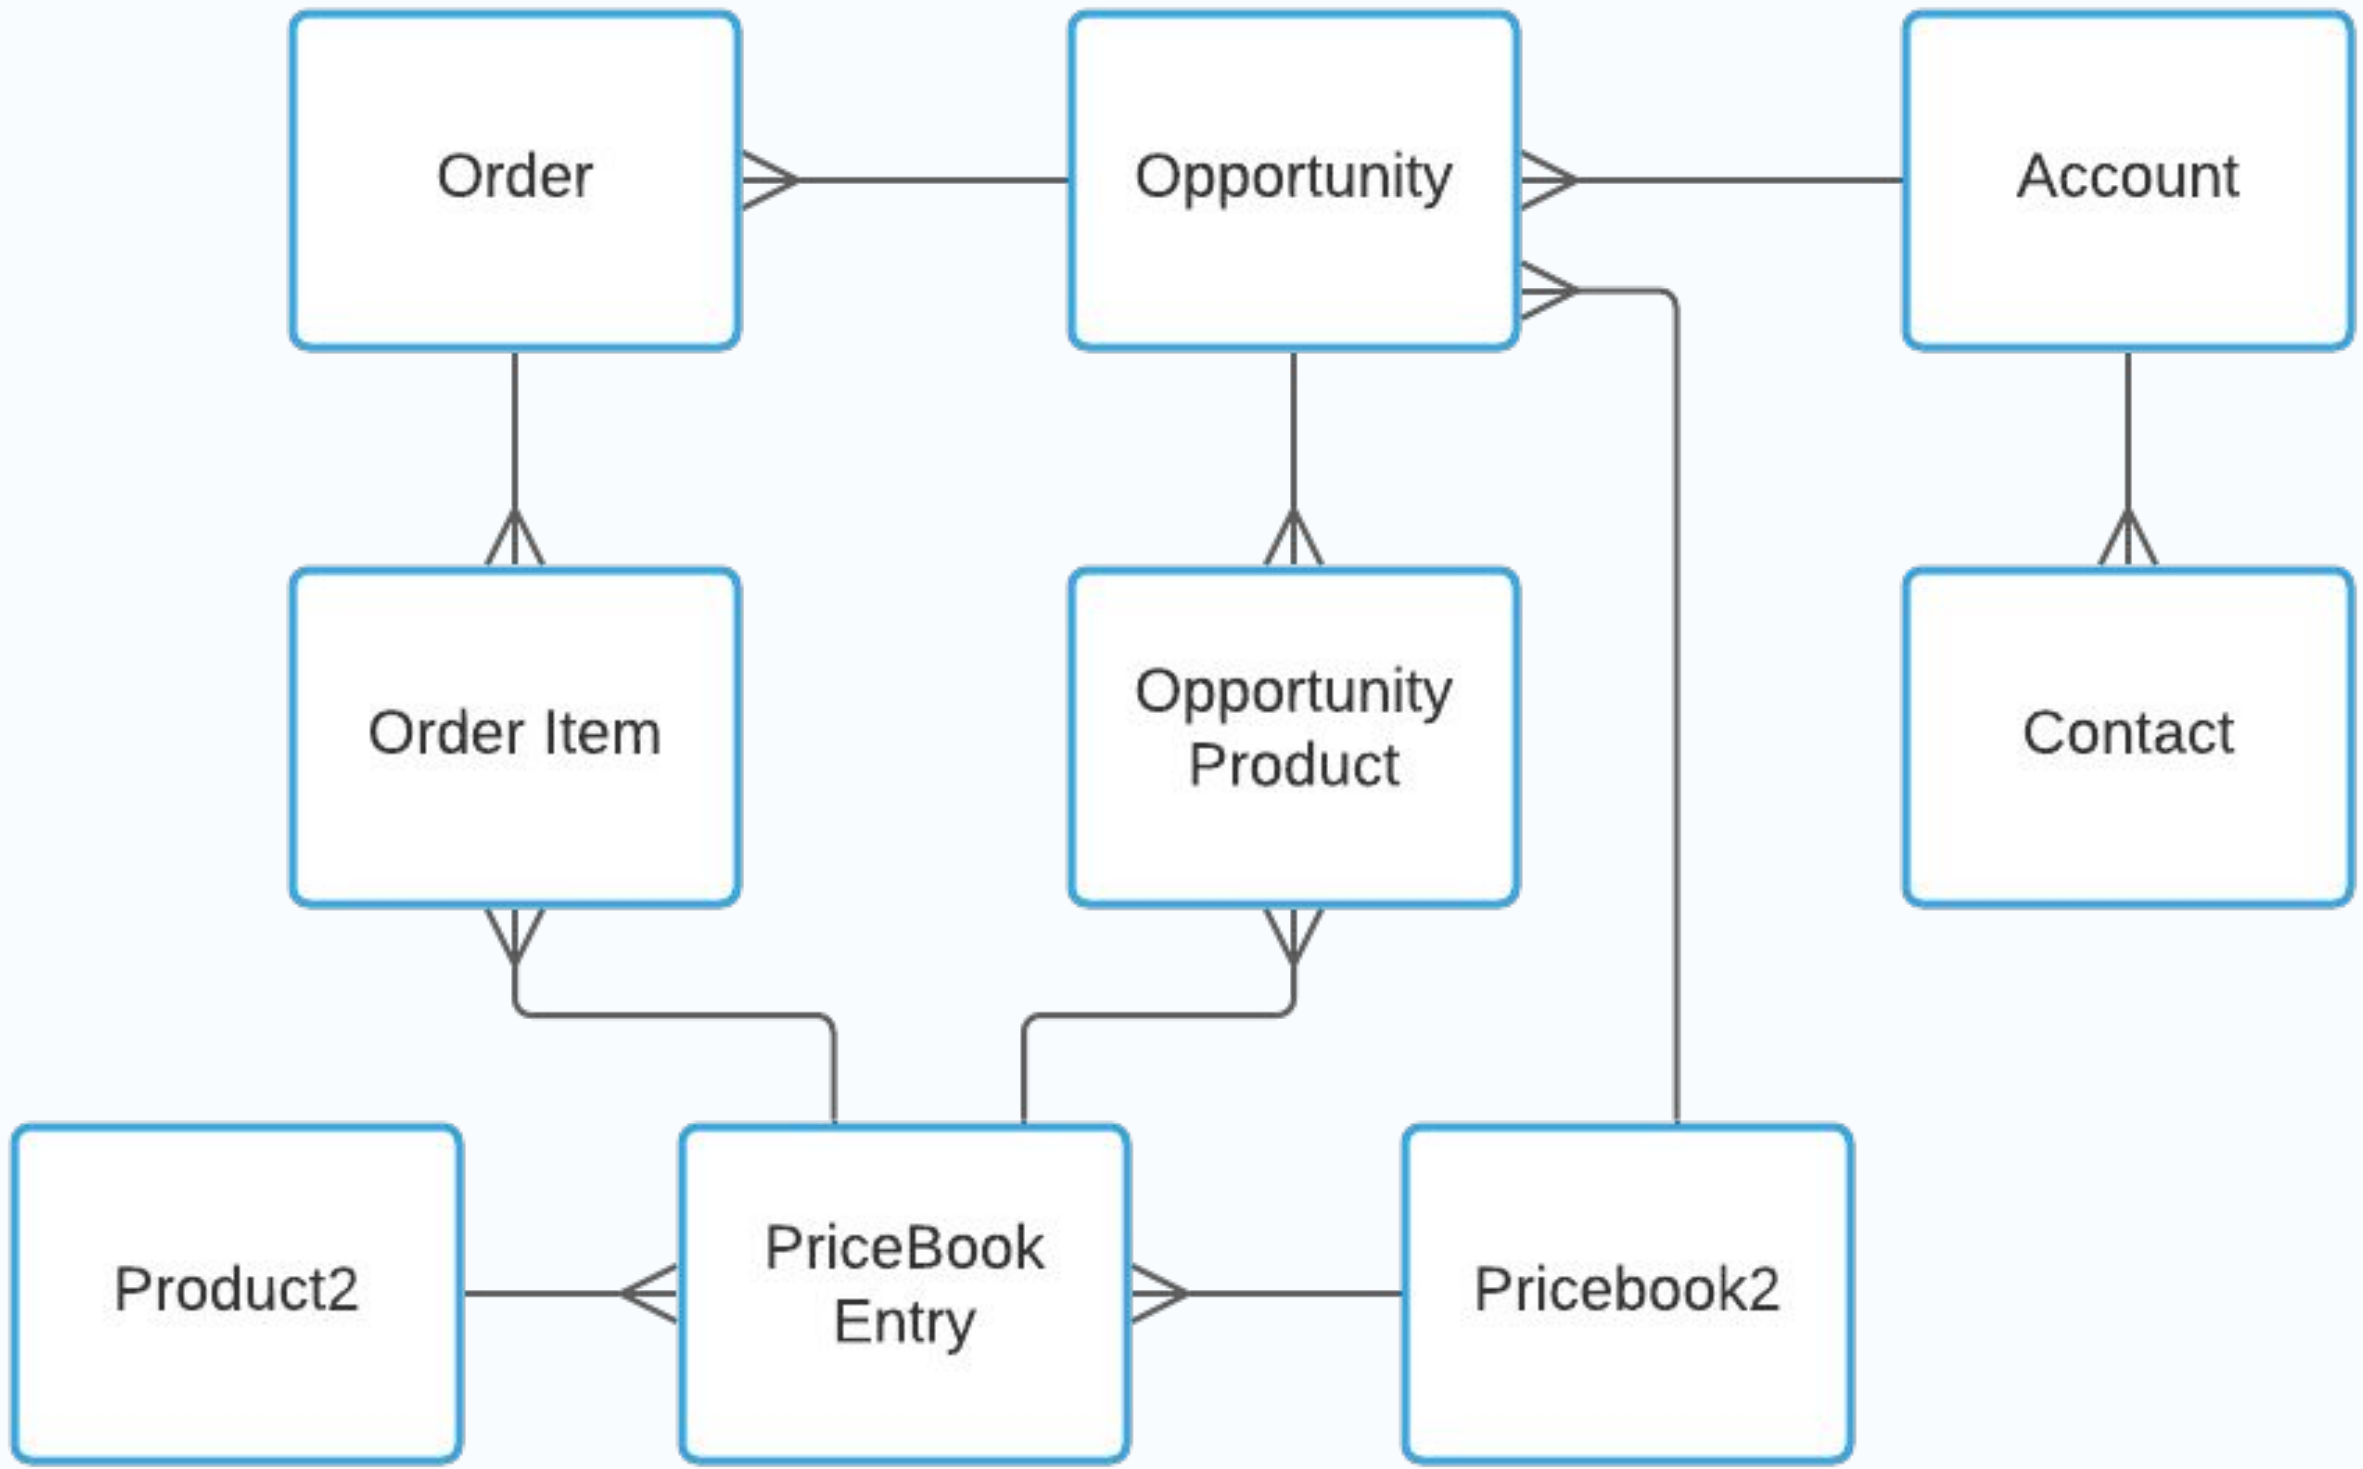 Order
Opportunity
Account
Order Item
Opportunity
Product
Contact
Product2
PriceBook
Entry
Pricebook2